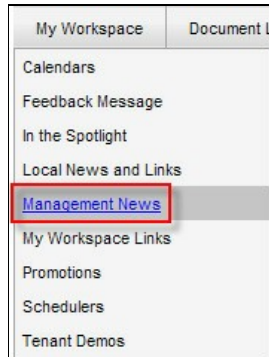 My Workspace Document L
Calendars
Feedback Message
In the Spotlight
Local News and Links
Management News
My Workspace Links
Promotions
Schedulers
Tenant Demos